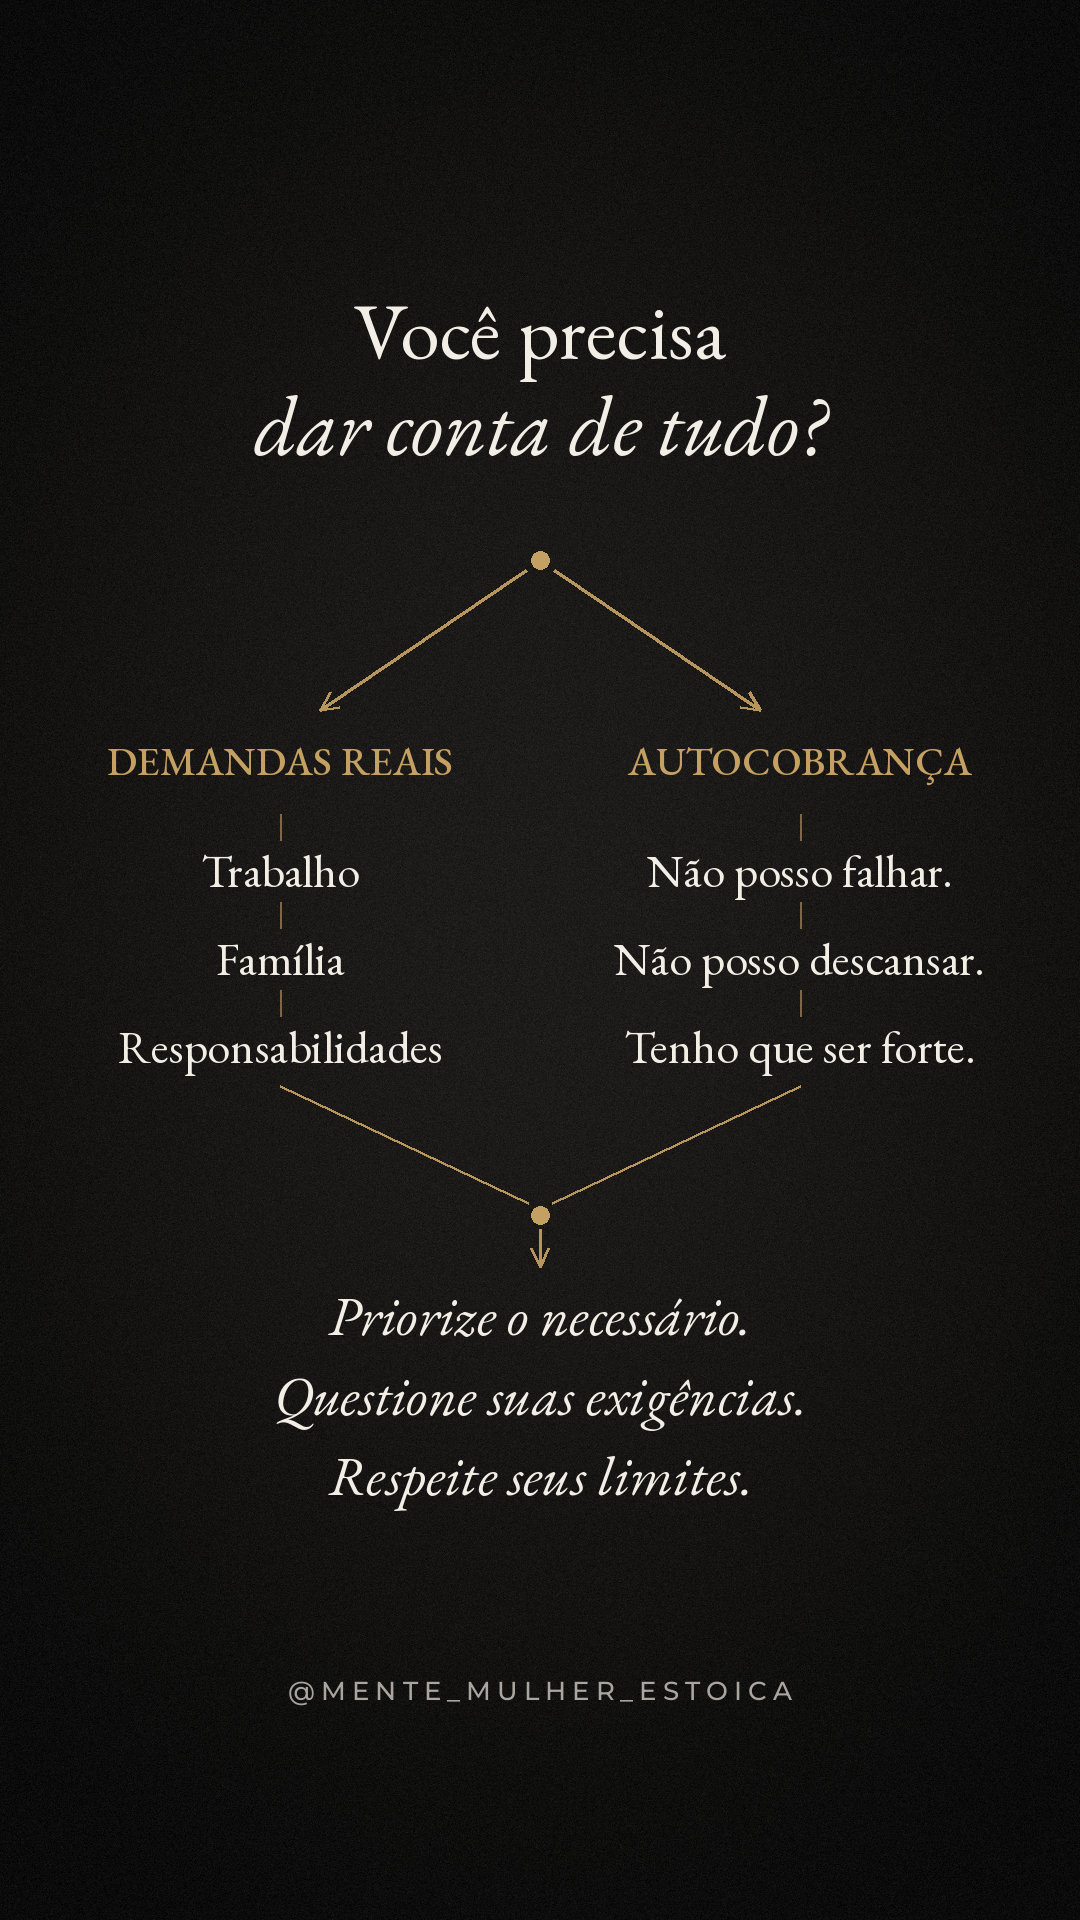 Você precisa
dar conta de tudo?
DEMANDAS REAIS
Trabalho
Família
Responsabilidades
AUTOCOBRANÇA
Não posso falhar.
Não posso descansar.
Tenho que ser forte.
Priorize o necessário.
Questione suas exigências.
Respeite seus limites.
@MENTE_MULHER_ESTOICA